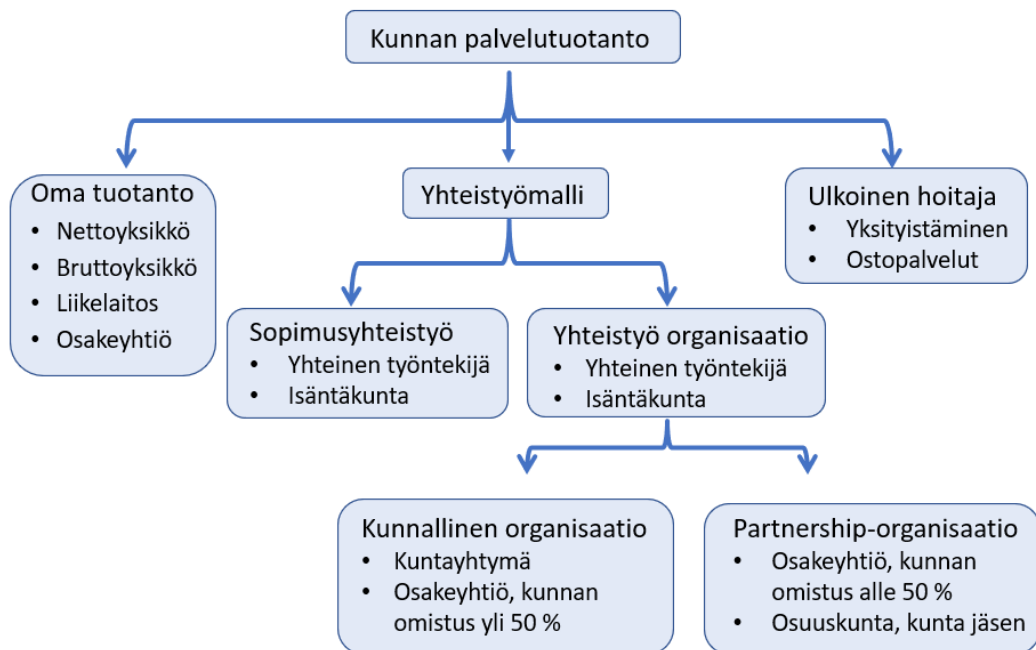 Kunnan palvelutuotanto
Oma tuotanto
• Nettoyksikkö
• Bruttoyksikkö
• Liikelaitos
• Osakeyhtiö
Yhteistyömalli
Ulkoinen hoitaja
• Yksityistäminen
• Ostopalvelut
Sopimusyhteistyö
• Yhteinen työntekijä
• Isäntäkunta
Yhteistyö organisaatio
• Yhteinen työntekijä
• Isäntäkunta
Kunnallinen organisaatio
• Kuntayhtymä
• Osakeyhtiö, kunnan
omistus yli 50 %
Partnership-organisaatio
• Osakeyhtiö, kunnan
omistus alle 50 %
• Osuuskunta, kunta jäsen